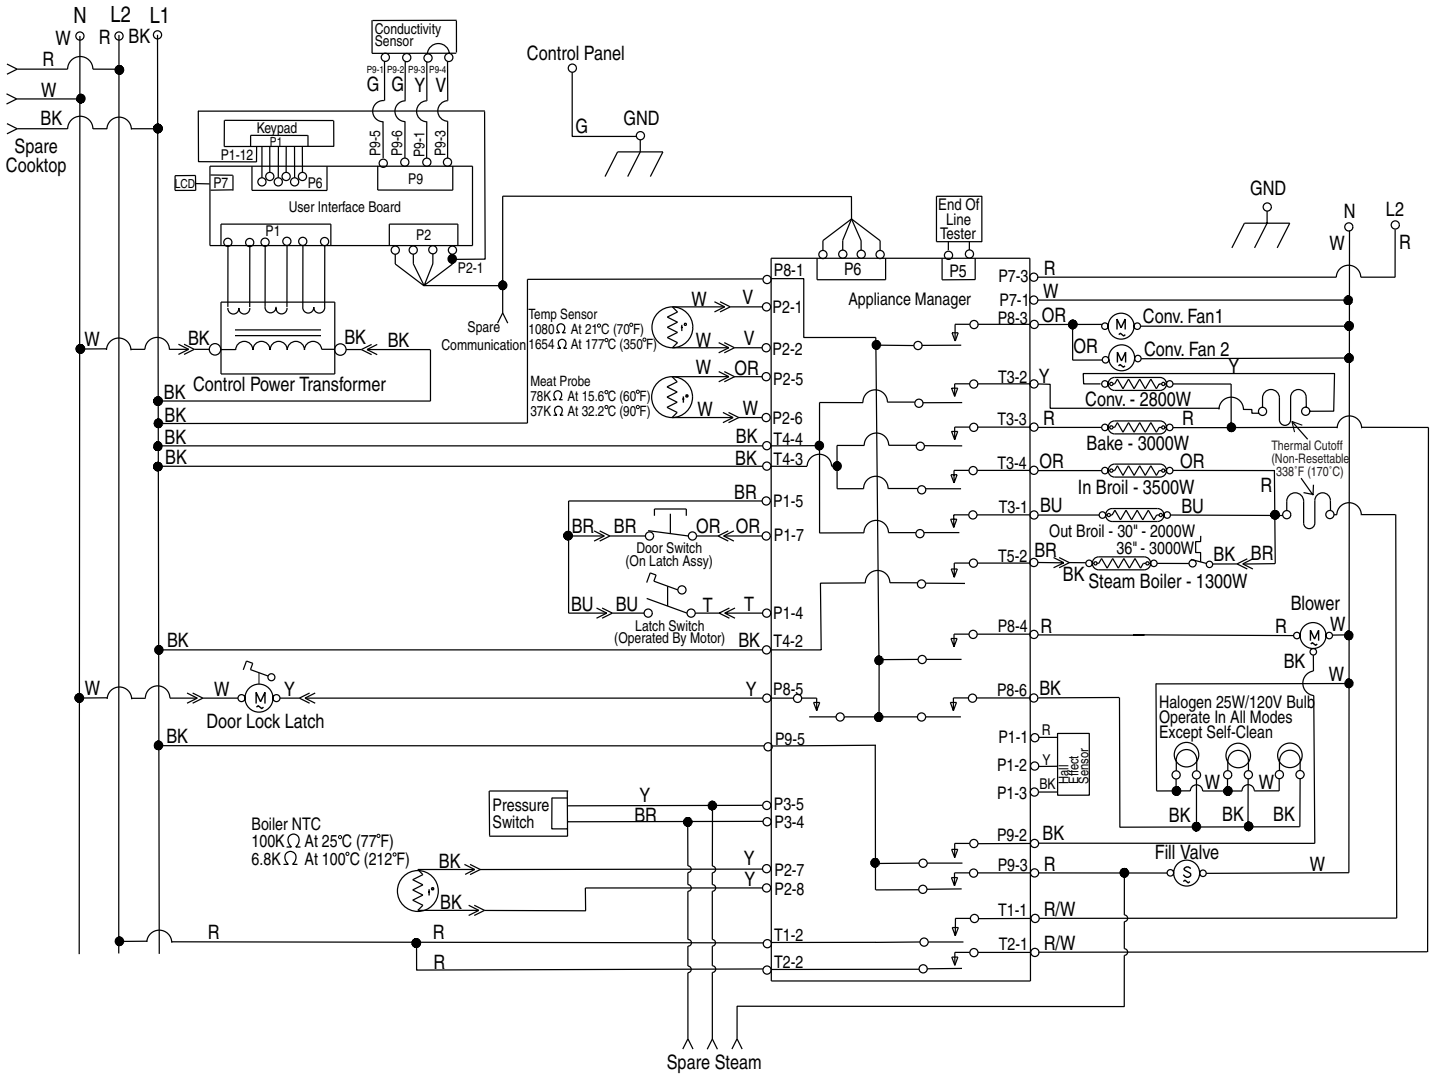 N L2 L1
W R BK
R
W
BK
Spare
Cooktop
Conductivity
Sensor
P9-1 P9-2 P9-3 P9-4
G G Y V
P9-5 P9-6 P9-1 P9-3
Keypad
P1
P1-12
LCD P7 P6 P9
User Interface Board
P1 P2
P2-1
Control Panel
G
GND
W BK BK BK
Control Power Transformer
BK
BK
BK
BK
Spare
Communication
Temp Sensor
1080Ω At 21°C (70°F)
1654 Ω At 177°C (350°F)
W V
W V
Meat Probe
78KΩ At 15.6°C (60°F)
37KΩ At 32.2°C (90°F)
W OR
W W
BK
BK
BR
BR BR OR OR
Door Switch
(On Latch Assy)
BU BU T T
Latch Switch
(Operated By Motor)
BK BK
W W M Y Y
Door Lock Latch
BK
Pressure
Switch
Y
BR
Boiler NTC
100KΩ At 25°C (77°F)
6.8KΩ At 100°C (212°F)
BK Y
BK Y
R R
R
Spare Steam
P6 P5
End Of
Line
Tester
Appliance Manager
P8-1
P2-1
P2-2
P2-5
P2-6
T4-4
T4-3
P1-5
P1-7
P1-4
T4-2
P8-5
P9-5
P3-5
P3-4
P2-7
P2-8
T1-2
T2-2
GND
N L2
W R
P7-3 R
P7-1 W
P8-3 OR M Conv. Fan1
OR M Conv. Fan 2
T3-2 Y Y
Conv. - 2800W
T3-3 R R
Bake - 3000W
Thermal Cutoff
(Non-Resettable
338°F (170°C)
T3-4 OR OR
In Broil - 3500W
R
T3-1 BU BU
Out Broil - 30" - 2000W
36" - 3000W
T5-2 BR BK BK BR
Steam Boiler - 1300W
Blower
P8-4 R R M W
BK
W
P8-6 BK
Halogen 25W/120V Bulb
Operate In All Modes
Except Self-Clean
P1-1 R
P1-2 Y
P1-3 BK
Hall
Effect
Sensor
W W
BK BK BK
P9-2 BK
Fill Valve
P9-3 R S W
T1-1 R/W
T2-1 R/W